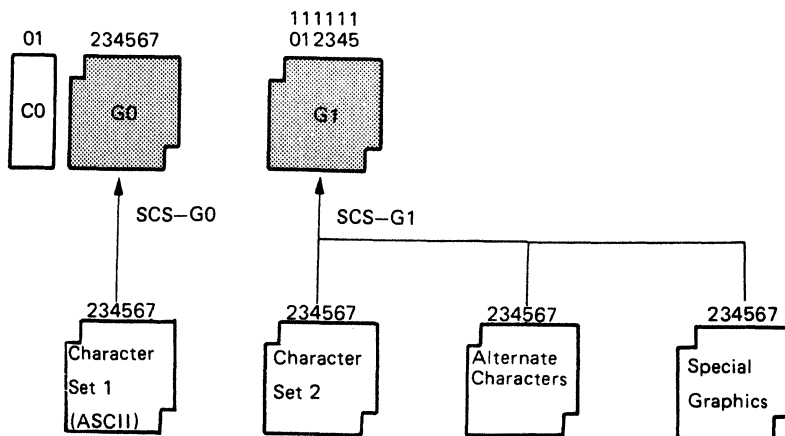 111111
01 234567 012345
C0 G0 G1
SCS—G0 SCS—G1
234567 234567 234567 234567
Character Character Alternate Special
Set 1 Set 2 Characters Graphics
(ASCII)